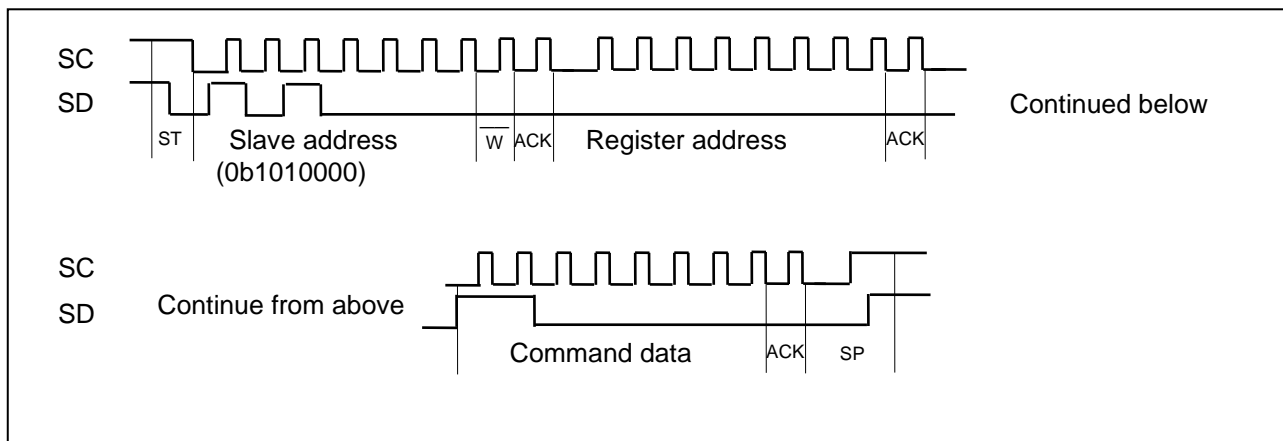 SC
SD
Continued below
ST
Slave address
W
ACK
Register address
ACK
(0b1010000)
SC
SD
Continue from above
Command data
ACK
SP